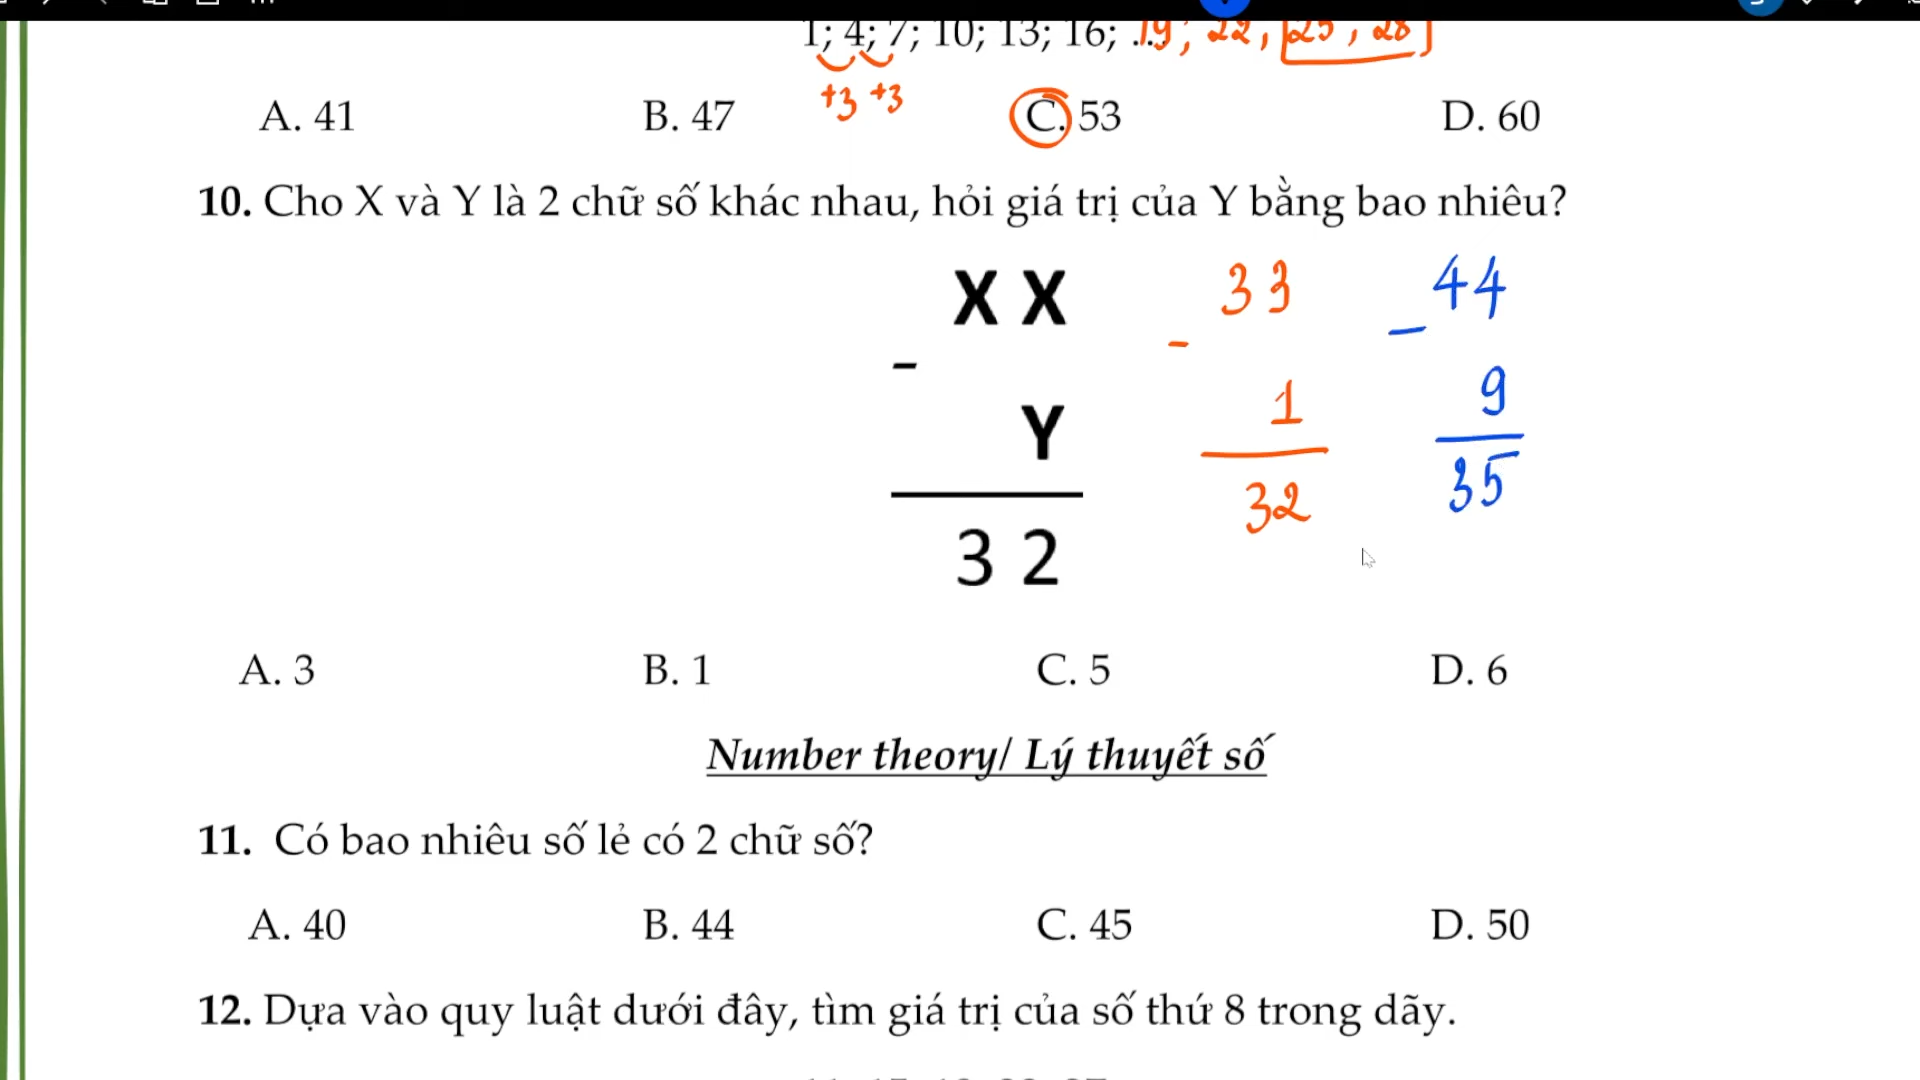 1; 4; 7; 10; 13; 16; ... 19; 22, 25, 28
+3 +3
A. 41 B. 47 C. 53 D. 60
10. Cho X và Y là 2 chữ số khác nhau, hỏi giá trị của Y bằng bao nhiêu?
X X 33 44
- - -
Y 1 9
3 2 32 35
A. 3 B. 1 C. 5 D. 6
Number theory/ Lý thuyết số
11. Có bao nhiêu số lẻ có 2 chữ số?
A. 40 B. 44 C. 45 D. 50
12. Dựa vào quy luật dưới đây, tìm giá trị của số thứ 8 trong dãy.